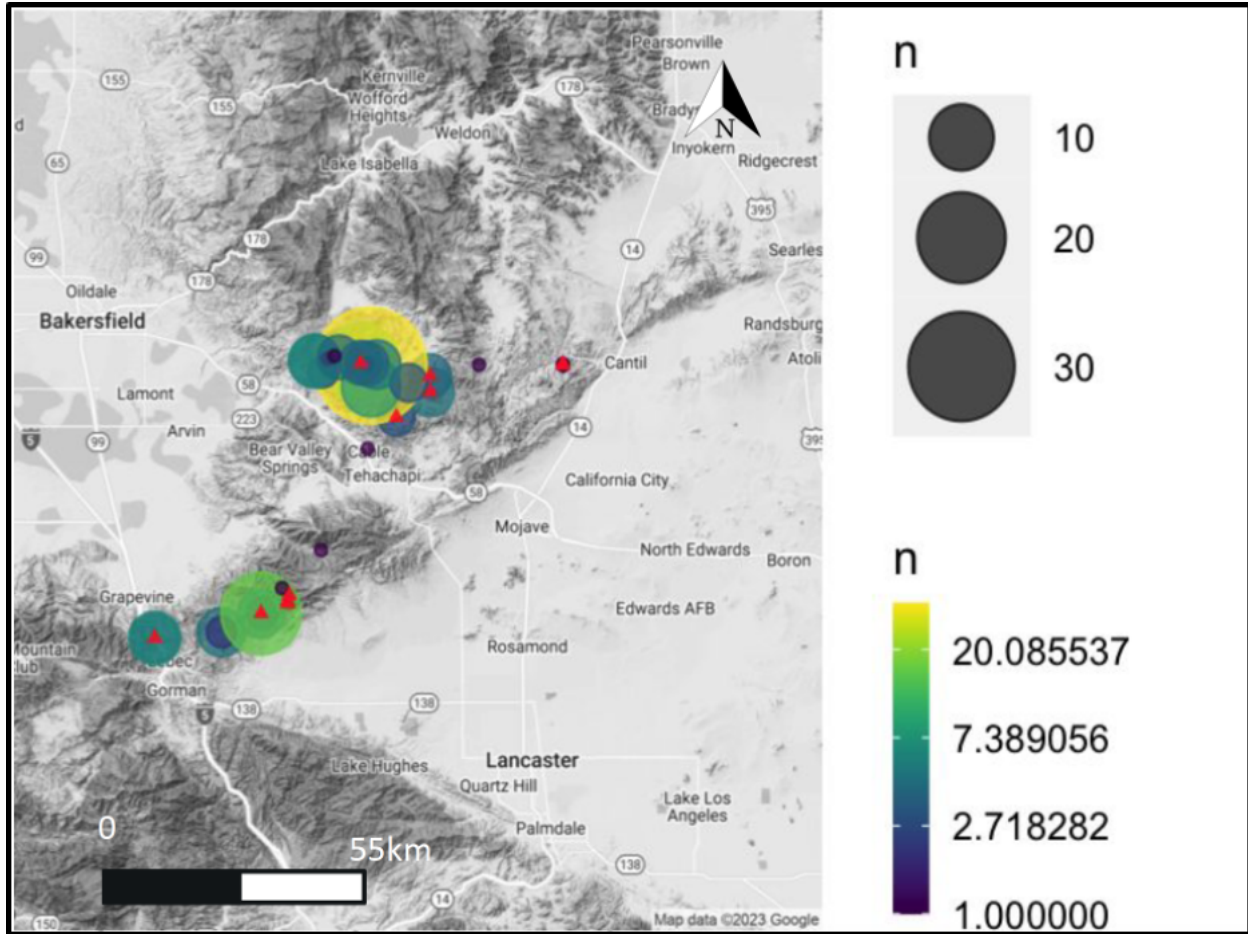 Pearsonville
155
Kernville
178
Brown
155
Wofford
Heights
d
Weldon
N
Inyokern
65
Lake Isabella
Ridgecrest
395
178
14
Searles
99
178
Oildale
Bakersfield
Randsburg
Cantil
58
Lamont
223
Arvin
14
5
99
395
Bear Valley
Springs
Tehachapi
California City
58
Mojave
North Edwards
Boron
Grapevine
Edwards AFB
Mountain
Club
Rosamond
Gorman
138
138
5
Lancaster
Lake Hughes
Quartz Hill
Lake Los
Angeles
0
Palmdale
55km
138
14
150
Map data ©2023 Google
n
10
20
30
n
20.085537
7.389056
2.718282
1.000000